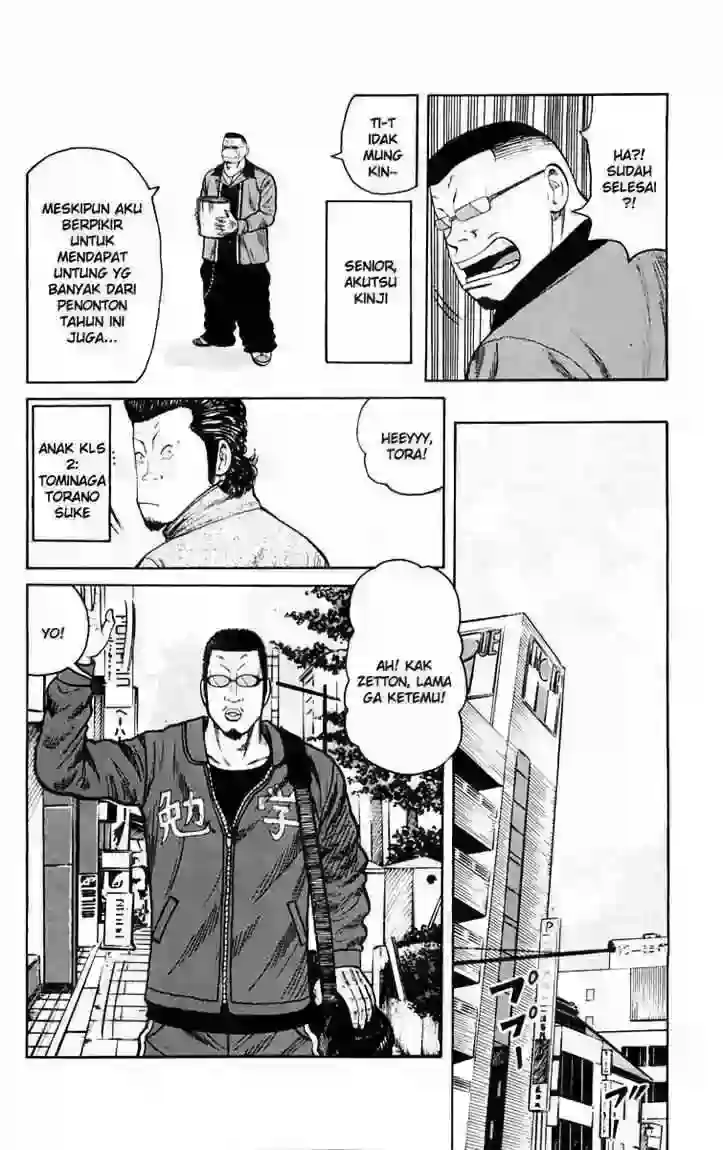 HA?!
SUDAH
SELESAI
?!
TI-T
IDAK
MUNG
KIN~
SENIOR,
AKUTSU
KINJI
MESKIPUN AKU
BERPIKIR
UNTUK
MENDAPAT
UNTUNG YG
BANYAK DARI
PENONTON
TAHUN INI
JUGA...
HEEYYY,
TORA!
ANAK KLS
2:
TOMINAGA
TORANO
SUKE
AH! KAK
ZETTON, LAMA
GA KETEMU!
YO!
勉学
P